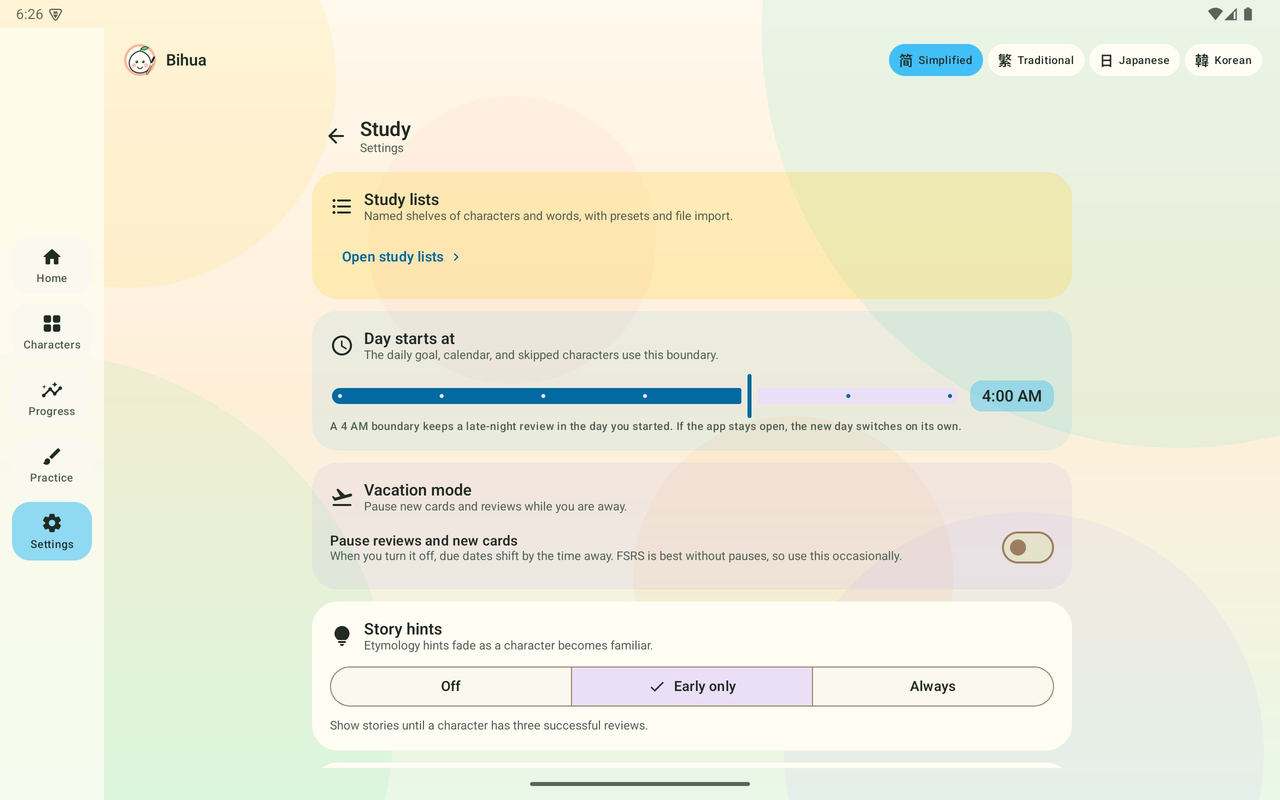 6:26
Bihua
简 Simplified
繁 Traditional
日 Japanese
韓 Korean
Study
Settings
Study lists
Named shelves of characters and words, with presets and file import.
Open study lists
Home
Characters
Progress
Practice
Settings
Day starts at
The daily goal, calendar, and skipped characters use this boundary.
4:00 AM
A 4 AM boundary keeps a late-night review in the day you started. If the app stays open, the new day switches on its own.
Vacation mode
Pause new cards and reviews while you are away.
Pause reviews and new cards
When you turn it off, due dates shift by the time away. FSRS is best without pauses, so use this occasionally.
Story hints
Etymology hints fade as a character becomes familiar.
Off
Early only
Always
Show stories until a character has three successful reviews.